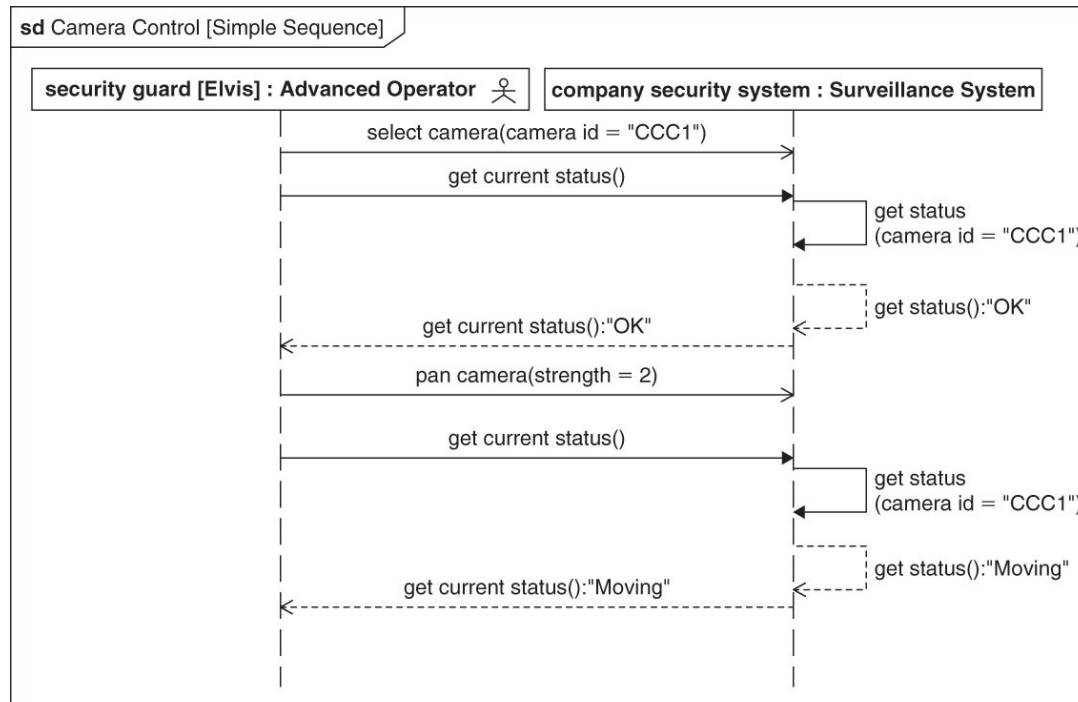 sd Camera Control [Simple Sequence]
security guard [Elvis] : Advanced Operator
company security system : Surveillance System
select camera(camera id = "CCC1")
get current status()
get status
(camera id = "CCC1")
get status():"OK"
get current status():"OK"
pan camera(strength = 2)
get current status()
get status
(camera id = "CCC1")
get status():"Moving"
get current status():"Moving"